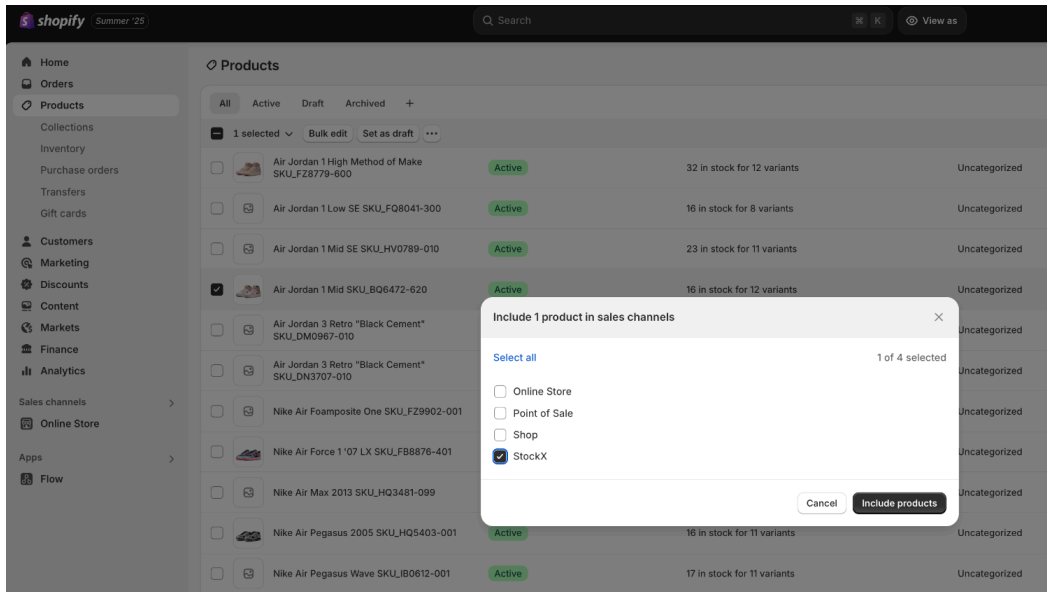 shopify Summer '25
Search
⌘ K
View as
Home
Orders
Products
Collections
Inventory
Purchase orders
Transfers
Gift cards
Customers
Marketing
Discounts
Content
Markets
Finance
Analytics
Sales channels
Online Store
Apps
Flow
Products
All Active Draft Archived +
1 selected Bulk edit Set as draft ...
Air Jordan 1 High Method of Make
SKU_FZ8779-600
Active 32 in stock for 12 variants Uncategorized
Air Jordan 1 Low SE SKU_FQ8041-300 Active 16 in stock for 8 variants Uncategorized
Air Jordan 1 Mid SE SKU_HV0789-010 Active 23 in stock for 11 variants Uncategorized
Air Jordan 1 Mid SKU_BQ6472-620 Active 16 in stock for 12 variants Uncategorized
Air Jordan 3 Retro "Black Cement"
SKU_DM0967-010
Uncategorized
Air Jordan 3 Retro "Black Cement"
SKU_DN3707-010
Uncategorized
Nike Air Foamposite One SKU_FZ9902-001 Uncategorized
Nike Air Force 1 '07 LX SKU_FB8876-401 Uncategorized
Nike Air Max 2013 SKU_HQ3481-099 Uncategorized
Nike Air Pegasus 2005 SKU_HQ5403-001 Active 16 in stock for 11 variants Uncategorized
Nike Air Pegasus Wave SKU_IB0612-001 Active 17 in stock for 11 variants Uncategorized
Include 1 product in sales channels
Select all 1 of 4 selected
Online Store
Point of Sale
Shop
StockX
Cancel Include products